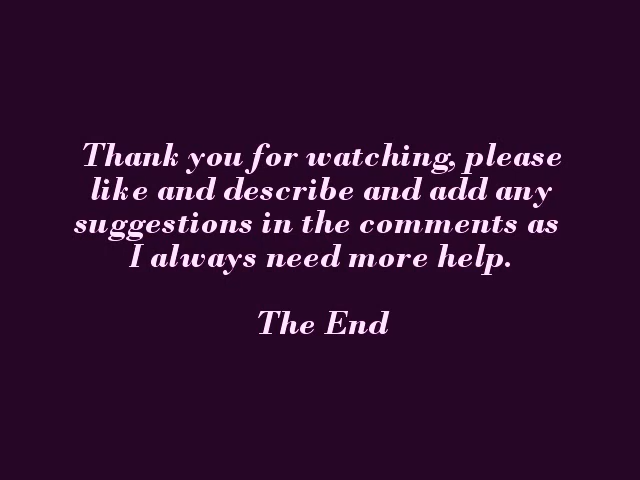 Thank you for watching, please
like and describe and add any
suggestions in the comments as
I always need more help.
The End